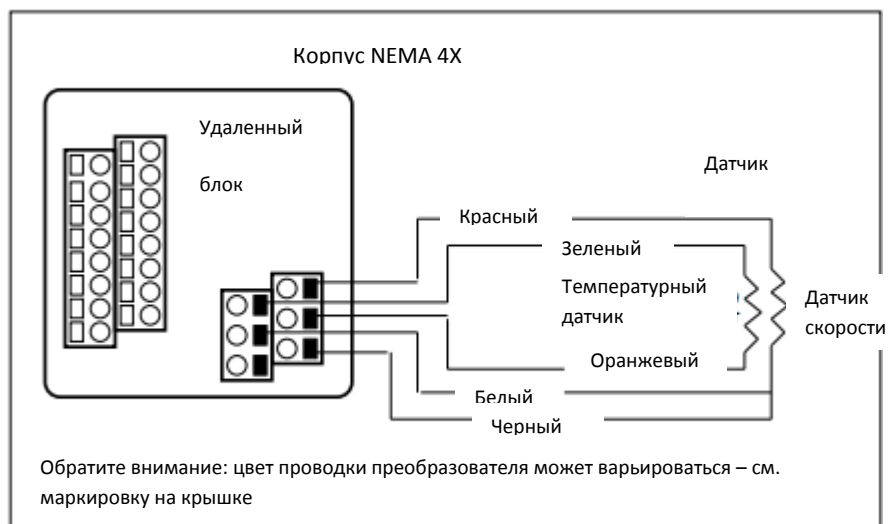 Корпус NEMA 4X
Удаленный
блок
Датчик
Красный
Зеленый
Температурный
датчик
Датчик
скорости
Оранжевый
Белый
Черный
Обратите внимание: цвет проводки преобразователя может варьироваться – см.
маркировку на крышке